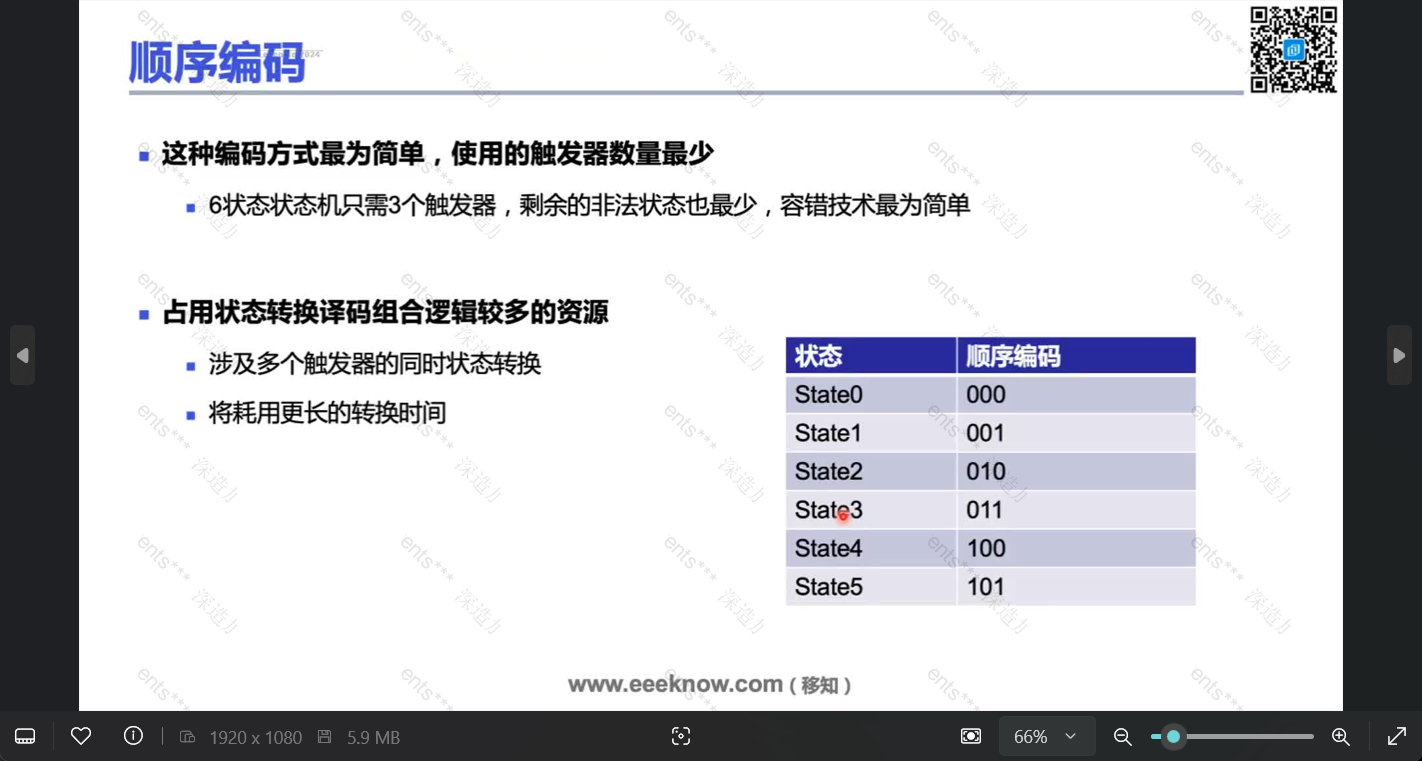 顺序编码
这种编码方式最为简单，使用的触发器数量最少
6状态状态机只需3个触发器，剩余的非法状态也最少，容错技术最为简单
占用状态转换译码组合逻辑较多的资源
涉及多个触发器的同时状态转换
将耗用更长的转换时间
状态 顺序编码
State0 000
State1 001
State2 010
State3 011
State4 100
State5 101
www.eeeknow.com（移知）
1920 x 1080 5.9 MB 66%